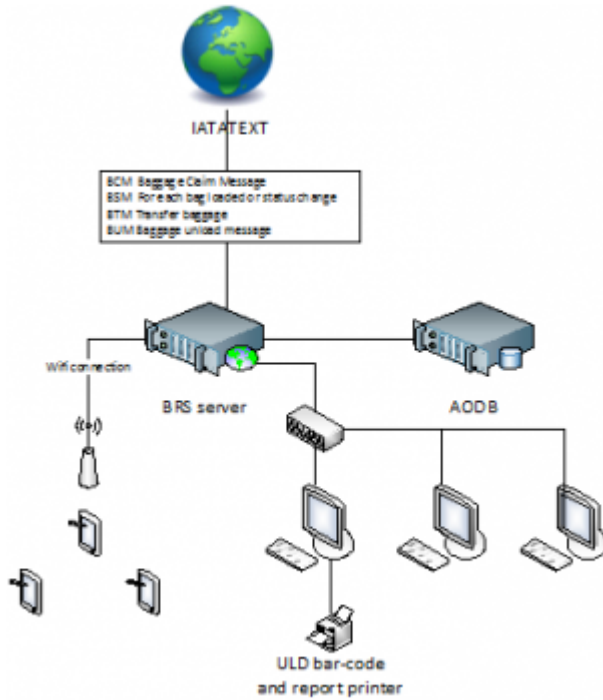 IATATEXT
BCM Baggage Claim Message
BSM For each bag loaded or status change
BTM Transfer baggage
BUM Baggage unload message
Wifi connection
BRS server
AODB
ULD bar-code
and report printer